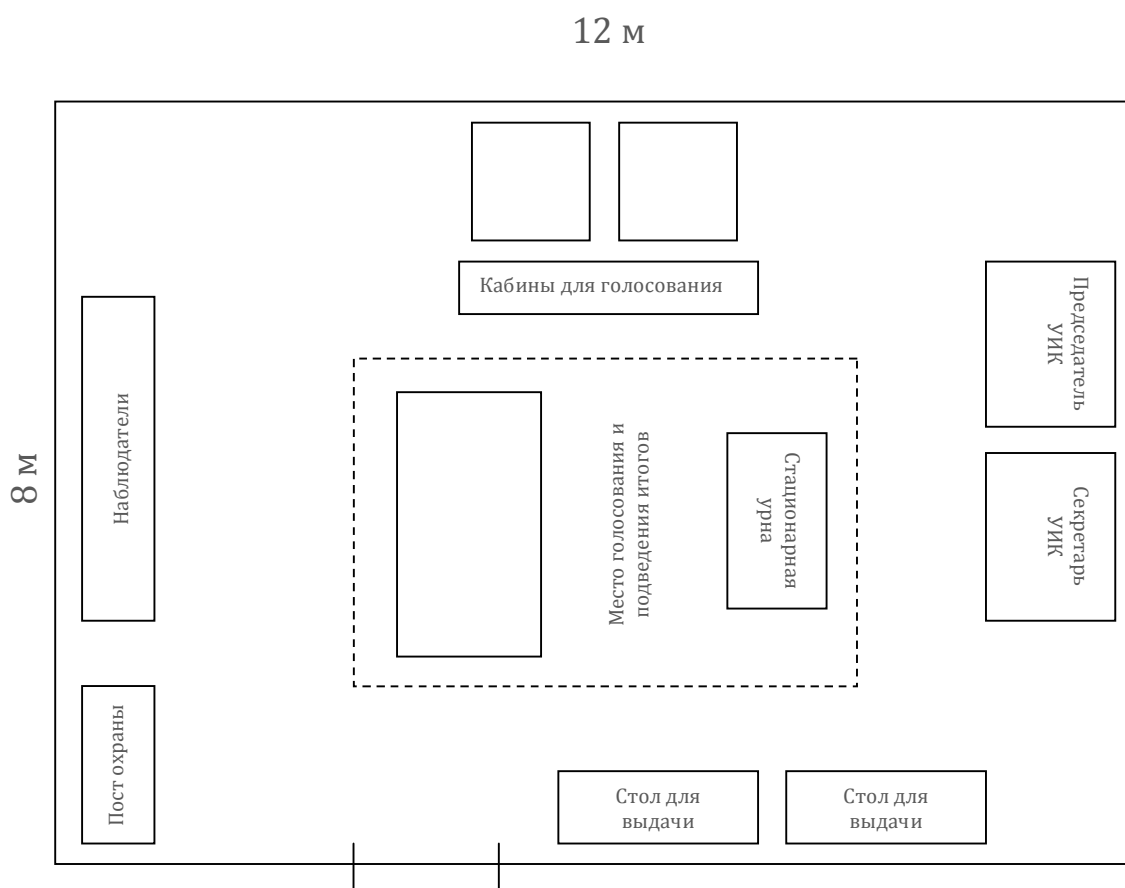 12 м
Кабины для голосования
Председатель
УИК
Наблюдатели
Место голосования и
подведения итогов
Стационарная
урна
8 м
Секретарь
УИК
Пост охраны
Стол для
выдачи
Стол для
выдачи